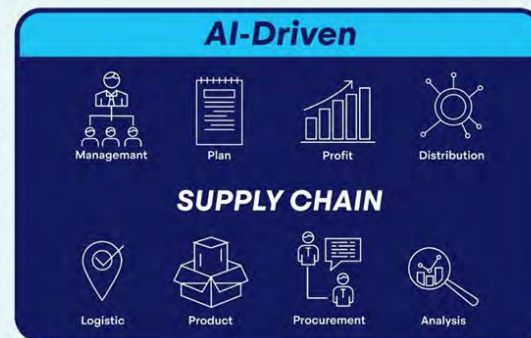 AI-Driven
Managemant Plan Profit Distribution
SUPPLY CHAIN
Logistic Product Procurement Analysis